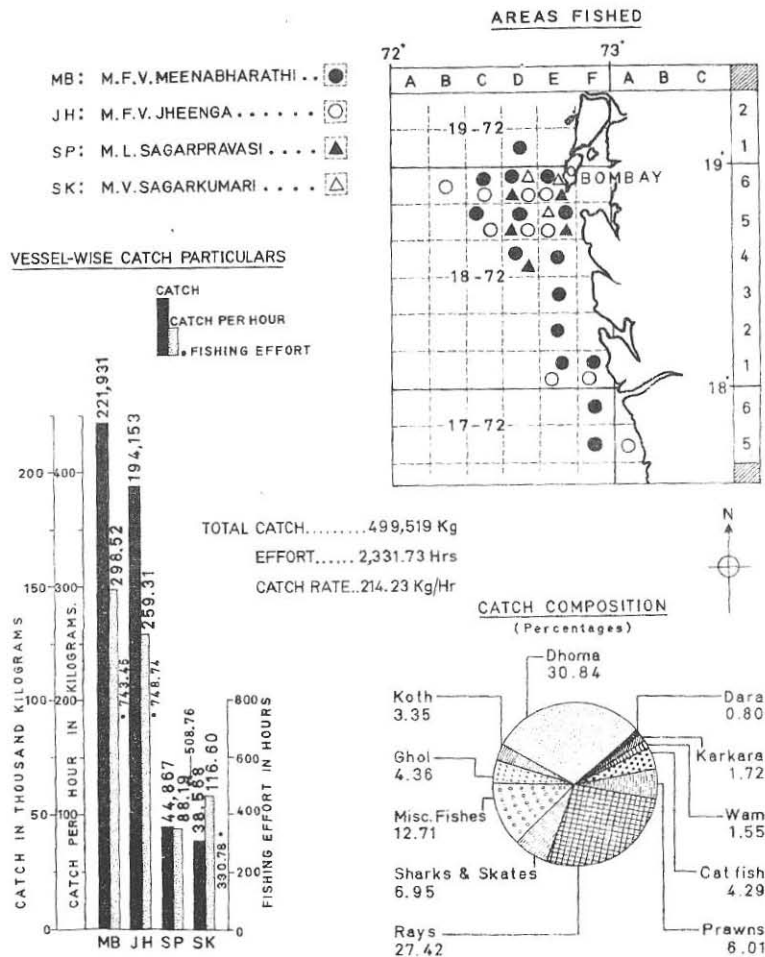 AREAS FISHED
72°
73°
A B C D E F A B C
MB: M.F.V. MEENABHARATHI..
JH: M.F.V. JHEENGA......
SP: M.L. SAGARPRAVASI....
SK: M.V. SAGARKUMARI....
19-72
BOMBAY
18-72
17-72
19°
18°
2
1
6
5
4
3
2
1
6
5
VESSEL-WISE CATCH PARTICULARS
CATCH
CATCH PER HOUR
• FISHING EFFORT
CATCH IN THOUSAND KILOGRAMS
200
150
100
50
0
CATCH PER HOUR IN KILOGRAMS.
400
300
200
100
221,931
298.52
• 743.45
194,153
259.31
• 748.74
44,867
88.19
508.76
38,568
116.60
330.78 •
800
600
400
200
0
FISHING EFFORT IN HOURS
MB JH SP SK
TOTAL CATCH.........499,519 Kg
EFFORT......2,331.73 Hrs
CATCH RATE..214.23 Kg/Hr
N
CATCH COMPOSITION
(Percentages)
Dhoma
30.84
Dara
0.80
Karkara
1.72
Wam
1.55
Cat fish
4.29
Prawns
6.01
Rays
27.42
Sharks & Skates
6.95
Misc. Fishes
12.71
Ghol
4.36
Koth
3.35